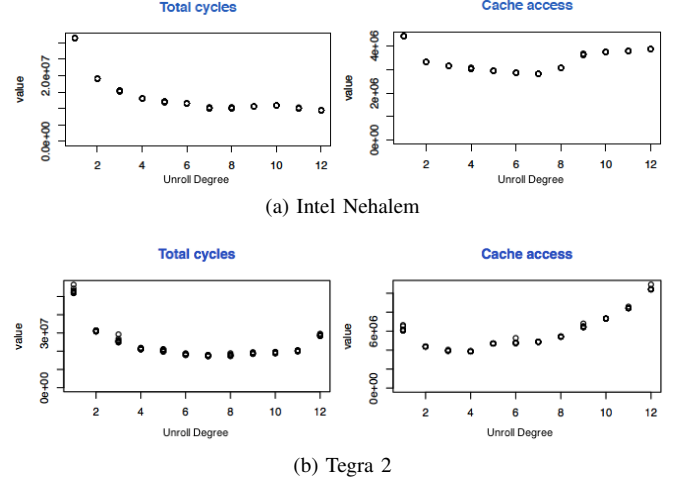 Total cycles
Cache access
value
0.0e+00 2.0e+07
2 4 6 8 10 12
Unroll Degree
value
0e+00 2e+06 4e+06
2 4 6 8 10 12
Unroll Degree
(a) Intel Nehalem
Total cycles
Cache access
value
0e+00 3e+07
2 4 6 8 10 12
Unroll Degree
value
0e+00 6e+06
2 4 6 8 10 12
Unroll Degree
(b) Tegra 2